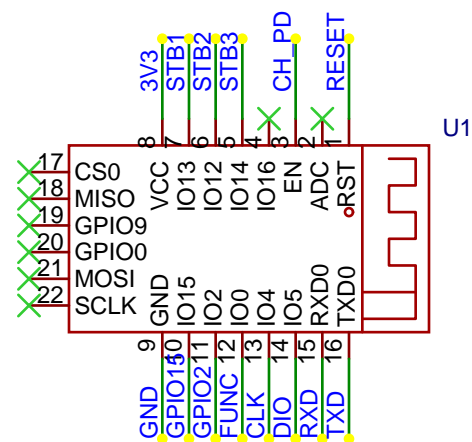 3V3
STB1
STB2
STB3
CH_PD
RESET
U1
8
7
6
5
4
3
2
1
VCC
IO13
IO12
IO14
IO16
EN
ADC
RST
17 CS0
18 MISO
19 GPIO9
20 GPIO0
21 MOSI
22 SCLK
GND
IO15
IO2
IO0
IO4
IO5
RXD0
TXD0
9
10
11
12
13
14
15
16
GND
GPIO15
GPIO2
FUNC
CLK
DIO
RXD
TXD